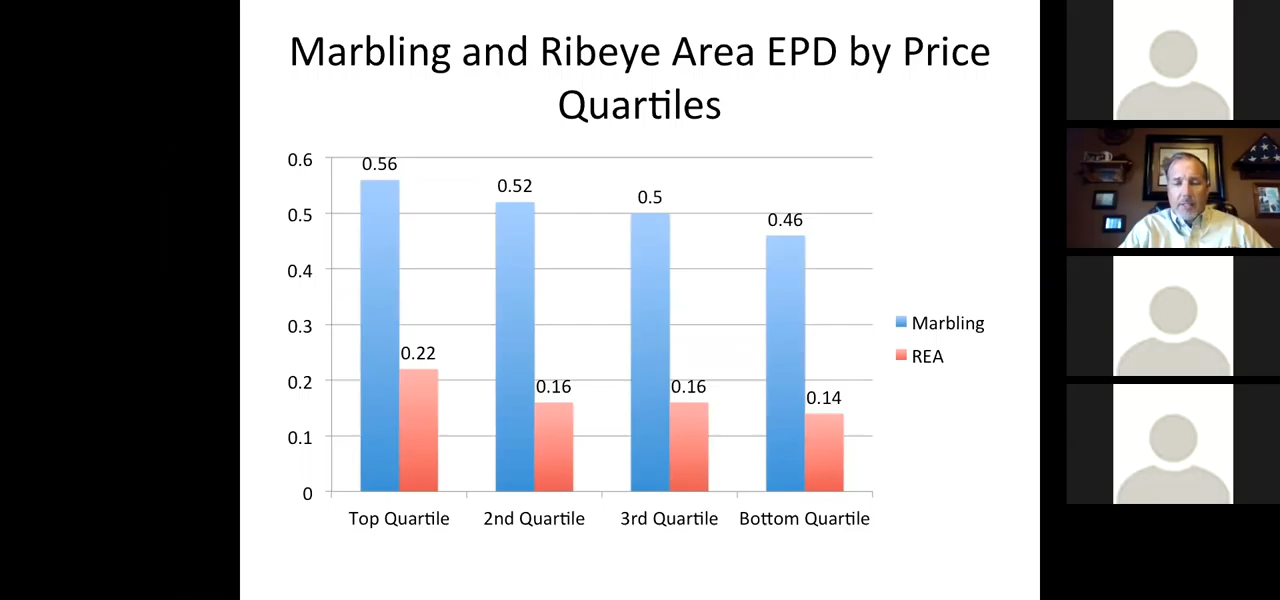 Marbling and Ribeye Area EPD by Price
Quartiles
0.6
0.5
0.4
0.3
0.2
0.1
0
0.56
0.22
0.52
0.16
0.5
0.16
0.46
0.14
Marbling
REA
Top Quartile
2nd Quartile
3rd Quartile
Bottom Quartile